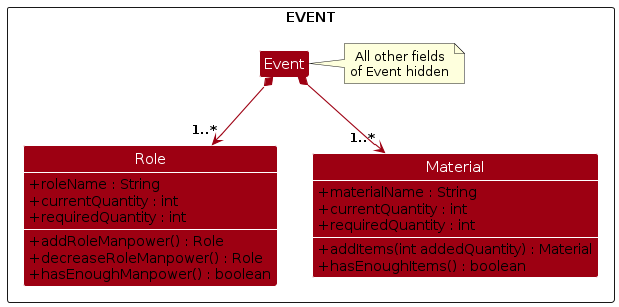 EVENT
Event
All other fields
of Event hidden
1..*
1..*
Role
+roleName : String
+currentQuantity : int
+requiredQuantity : int
+addRoleManpower() : Role
+decreaseRoleManpower() : Role
+hasEnoughManpower() : boolean
Material
+materialName : String
+currentQuantity : int
+requiredQuantity : int
+addItems(int addedQuantity) : Material
+hasEnoughItems() : boolean